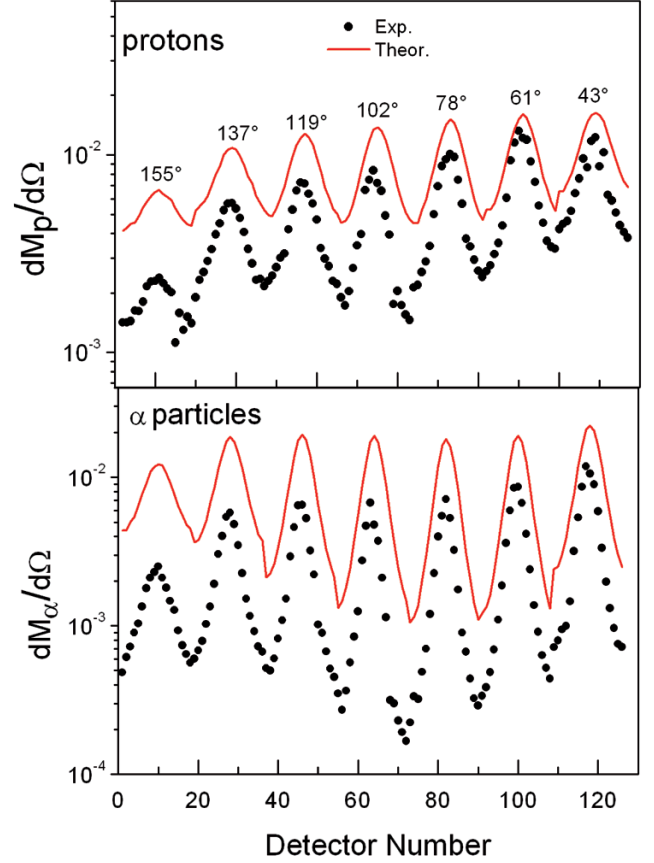 protons
Exp.
Theor.
155° 137° 119° 102° 78° 61° 43°
10⁻²
10⁻³
dMp/dΩ
α particles
10⁻²
10⁻³
10⁻⁴
dMα/dΩ
0 20 40 60 80 100 120
Detector Number